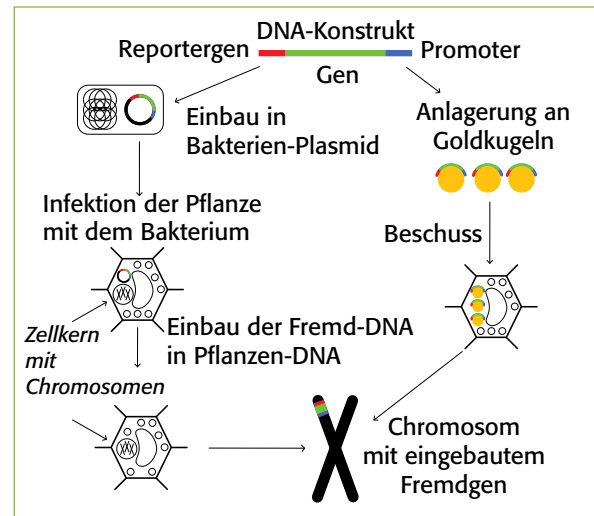 DNA-Konstrukt
Reportergen
Promoter
Gen
Einbau in
Bakterien-Plasmid
Anlagerung an
Goldkugeln
Infektion der Pflanze
mit dem Bakterium
Beschuss
Einbau der Fremd-DNA
in Pflanzen-DNA
Zellkern
mit
Chromosomen
Chromosom
mit eingebautem
Fremdgen